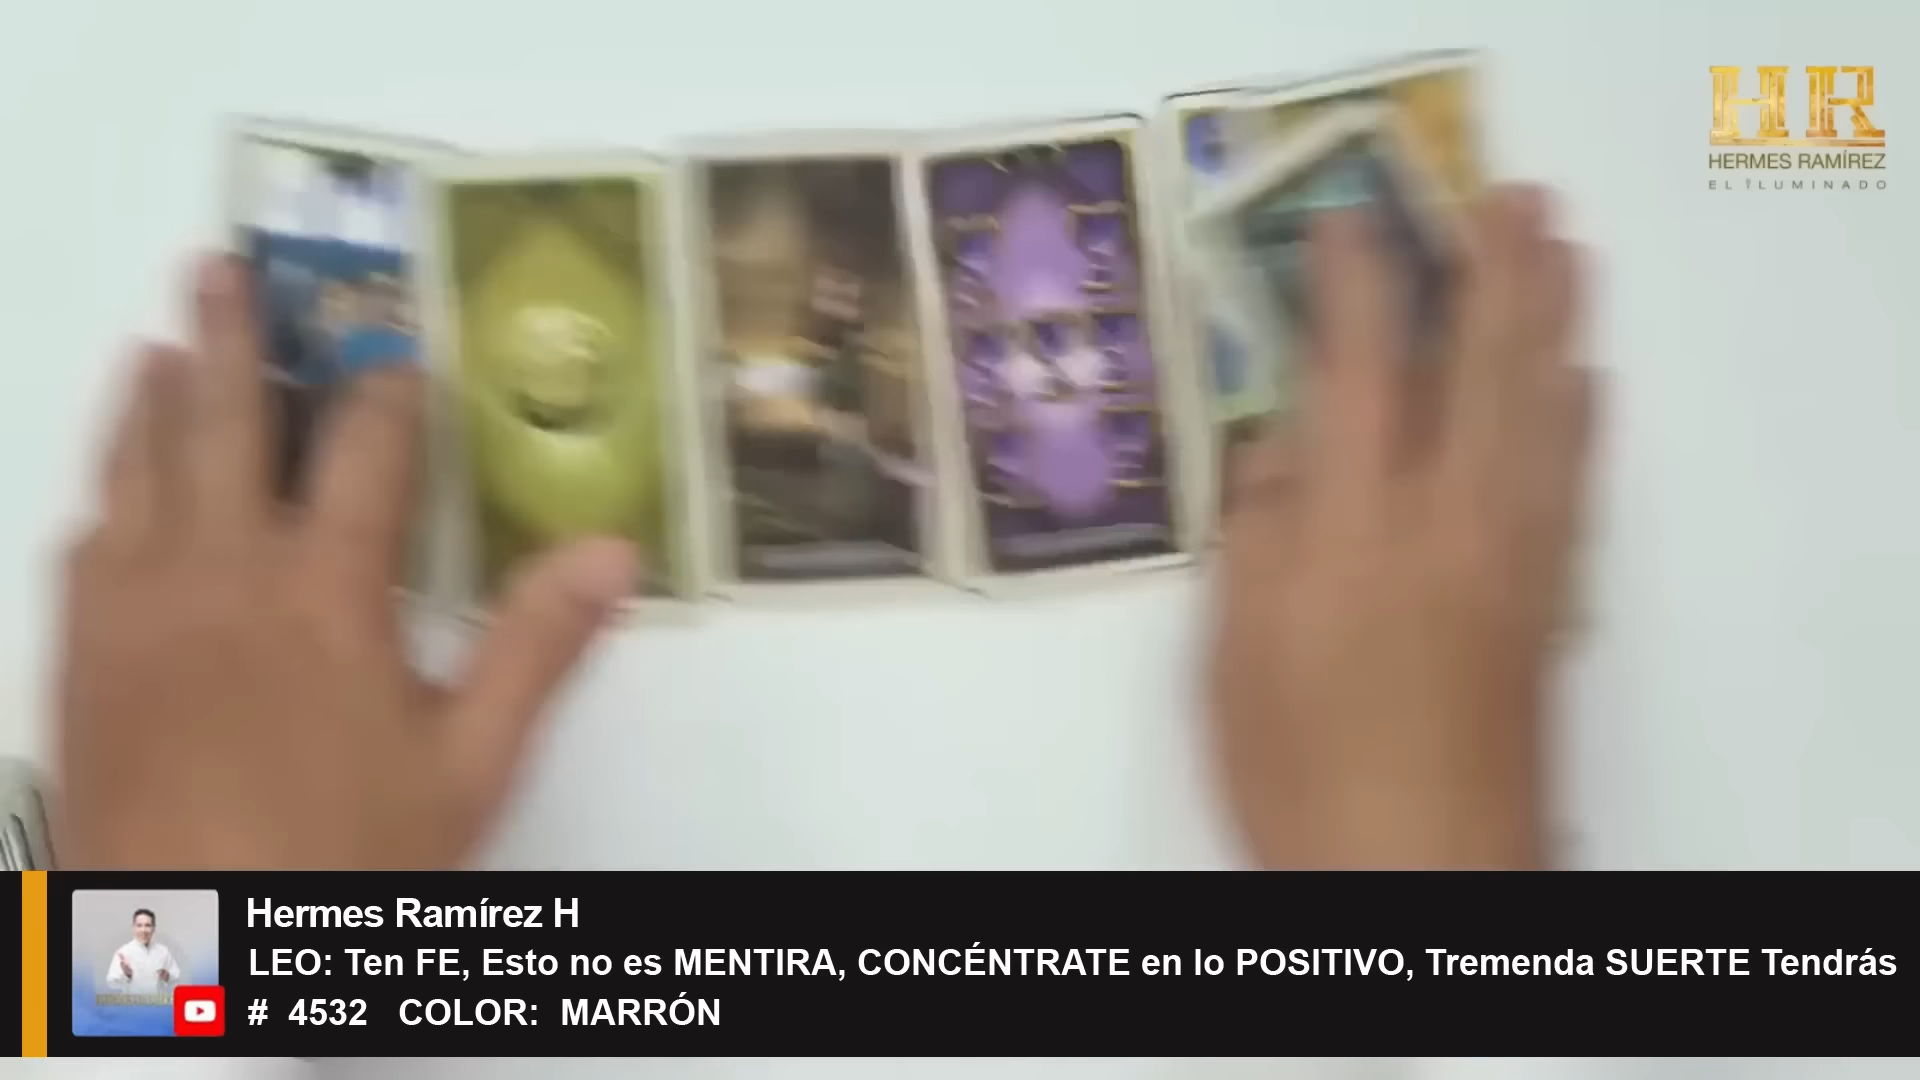 HR
HERMES RAMÍREZ
EL ILUMINADO
Hermes Ramírez H
LEO: Ten FE, Esto no es MENTIRA, CONCÉNTRATE en lo POSITIVO, Tremenda SUERTE Tendrás
# 4532 COLOR: MARRÓN